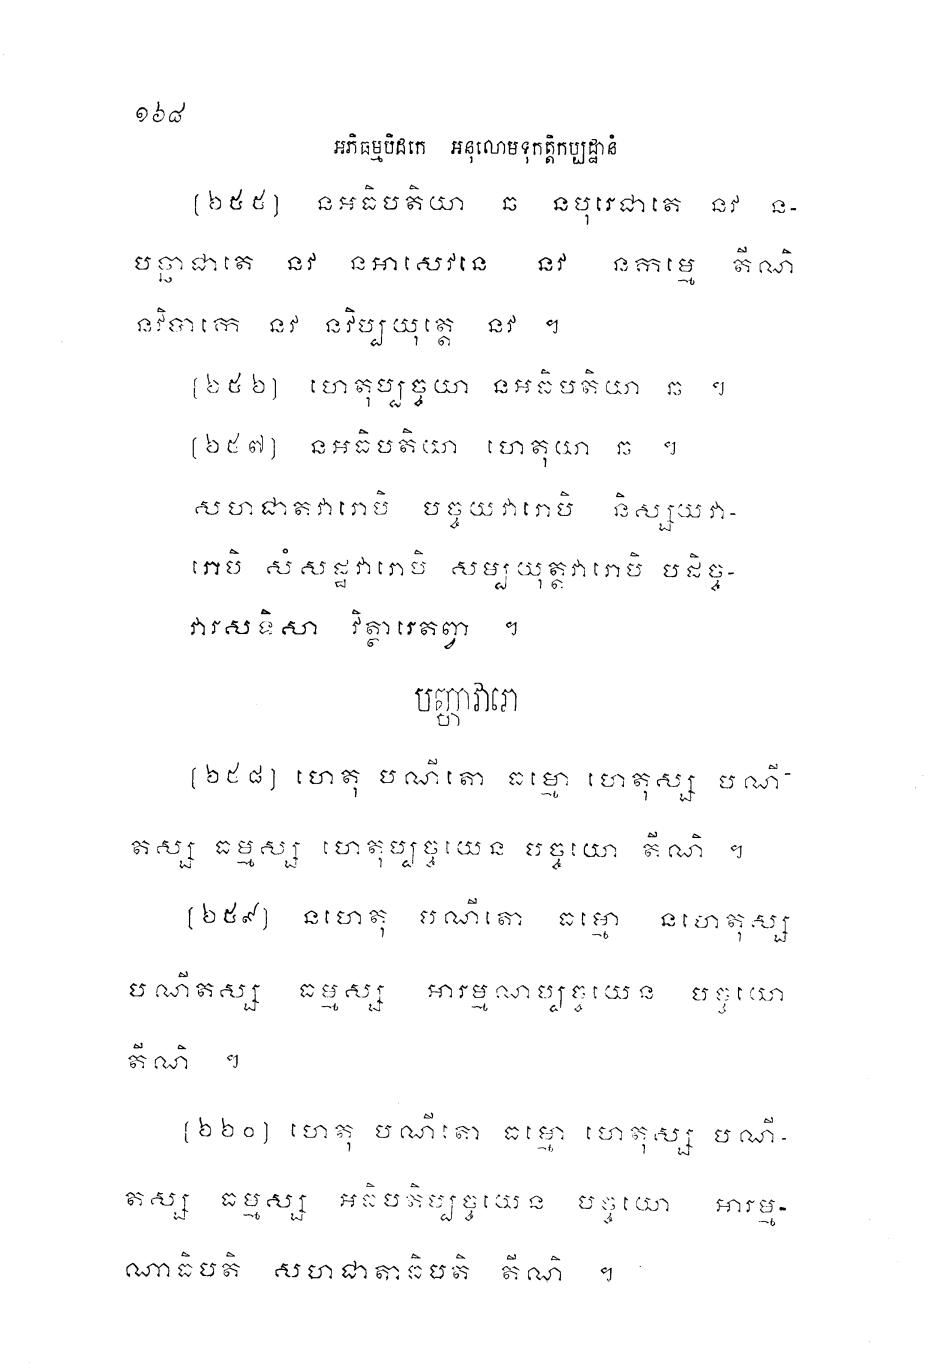 ១៦៨
អភិធម្មបិដកេ អនុលោមទុកត្តិកប្បដ្ឋានំ
(២៥៥) នអធិបតិយា ឆ នបុរេជាតេ នវ ន-
បច្ឆាជាតេ នវ នអាសេវនេ នវ នកម្មេ តីណិ
នវិបាកេ នវ នវិប្បយុត្តេ នវ ។
(២៥៦) ហេតុប្បច្ចយា នអធិបតិយា ឆ ។
(២៥៧) នអធិបតិយា ហេតុយា ឆ ។
សហជាតវារោបិ បច្ចយវារោបិ និស្សយវា-
រោបិ សំសដ្ឋវារោបិ សម្បយុត្តវារោបិ បដិច្ច-
វារសទិសា វិត្ថារេតព្វា ។
បញ្ហាវារោ
(២៥៨) ហេតុ បណីតោ ធម្មោ ហេតុស្ស បណី-
តស្ស ធម្មស្ស ហេតុប្បច្ចយេន បច្ចយោ តីណិ ។
(២៥៩) នហេតុ បណីតោ ធម្មោ នហេតុស្ស
បណីតស្ស ធម្មស្ស អារម្មណប្បច្ចយេន បច្ចយោ
តីណិ ។
(២៦០) ហេតុ បណីតោ ធម្មោ ហេតុស្ស បណី-
តស្ស ធម្មស្ស អធិបតិប្បច្ចយេន បច្ចយោ អារម្ម-
ណាធិបតិ សហជាតាធិបតិ តីណិ ។